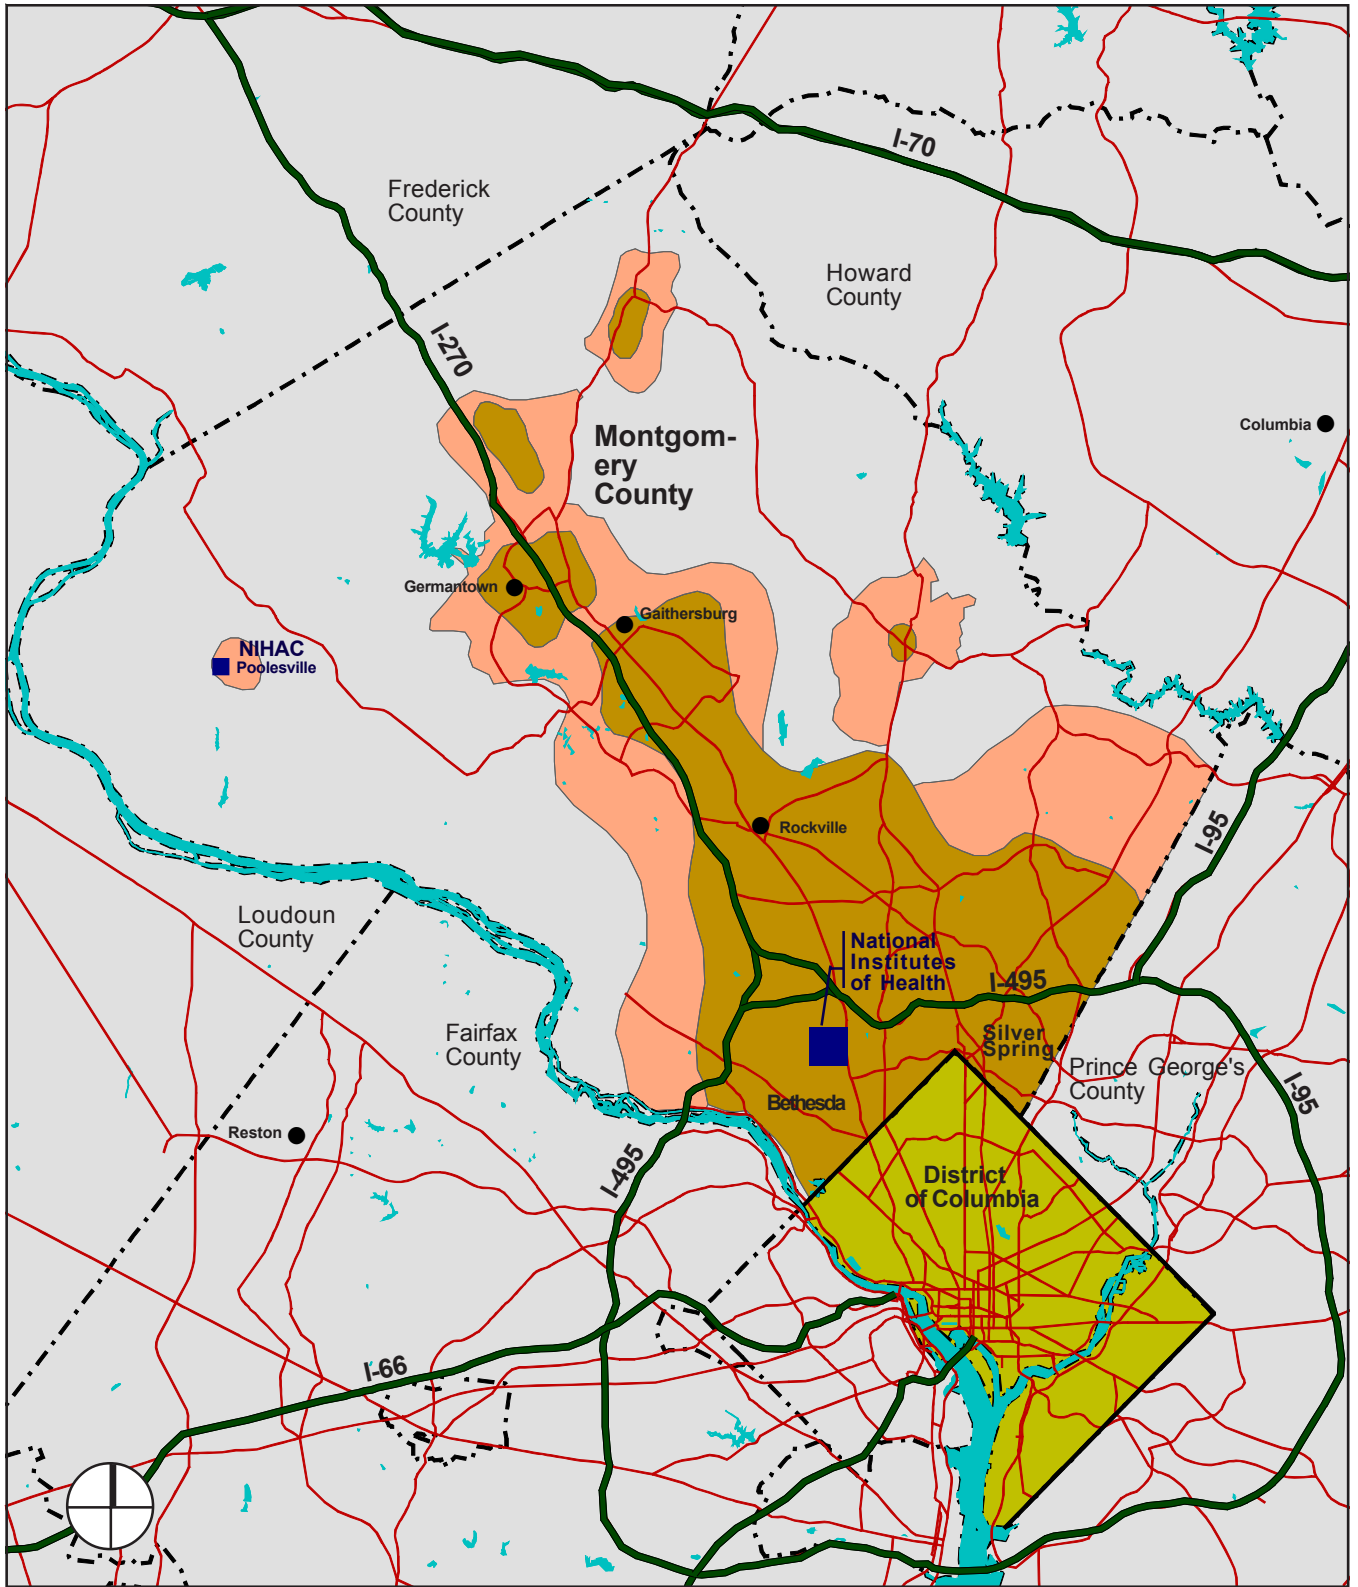 I-70
Frederick
County
Howard
County
I-270
Columbia
Montgom-
ery
County
Germantown
Gaithersburg
NIHAC
Poolesville
Rockville
I-95
Loudoun
County
National
Institutes
of Health
I-495
Fairfax
County
Silver
Spring
Prince George's
County
I-95
Bethesda
Reston
I-495
District
of Columbia
I-66